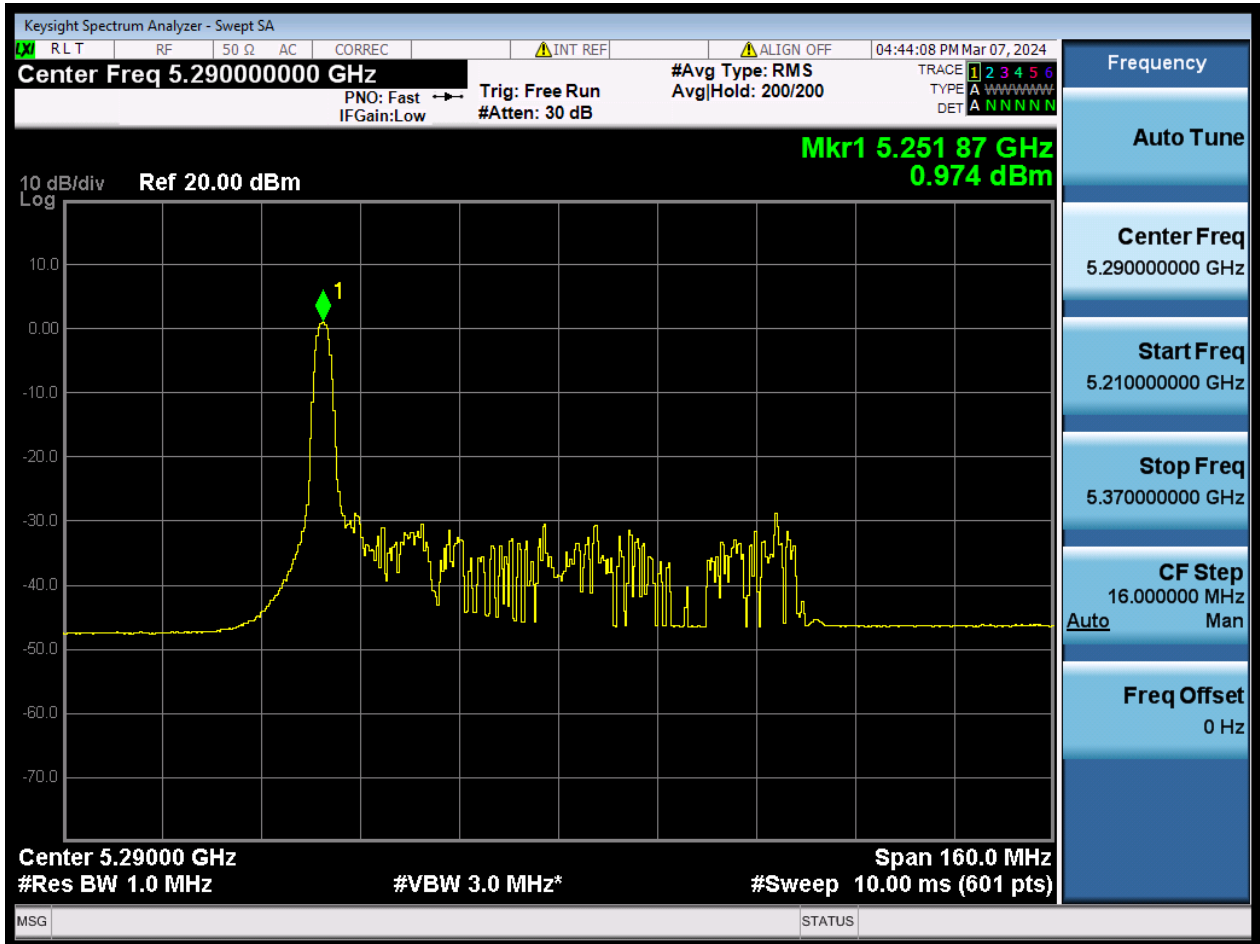 Keysight Spectrum Analyzer - Swept SA
LXI RLT RF 50 Ω AC CORREC INT REF ALIGN OFF 04:44:08 PM Mar 07, 2024
Center Freq 5.290000000 GHz
PNO: Fast
IFGain:Low
Trig: Free Run
#Atten: 30 dB
#Avg Type: RMS
Avg|Hold: 200/200
TRACE 1 2 3 4 5 6
TYPE A WWWWW
DET A N N N N N
Mkr1 5.251 87 GHz
0.974 dBm
10 dB/div Ref 20.00 dBm
Log
10.0
1
0.00
-10.0
-20.0
-30.0
-40.0
-50.0
-60.0
-70.0
Center 5.29000 GHz Span 160.0 MHz
#Res BW 1.0 MHz #VBW 3.0 MHz* #Sweep 10.00 ms (601 pts)
MSG STATUS
Frequency
Auto Tune
Center Freq
5.290000000 GHz
Start Freq
5.210000000 GHz
Stop Freq
5.370000000 GHz
CF Step
16.000000 MHz
Auto Man
Freq Offset
0 Hz